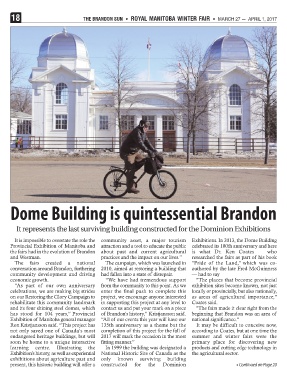 18
THE BRANDON SUN • ROYAL MANITOBA WINTER FAIR • MARCH 27 — APRIL 1, 2017
Dome Building is quintessential Brandon
It represents the last surviving building constructed for the Dominion Exhibitions
It is impossible to overstate the role the
Provincial Exhibition of Manitoba and
the fairs had in the evolution of Brandon
and Westman.
The fairs created a national
conversation around Brandon, furthering
community development and driving
economic growth.
"As part of our own anniversary
celebrations, we are making big strides
on our Restoring the Glory Campaign to
rehabilitate this community landmark
and its four shining steel domes, which
has stood for 104 years," Provincial
Exhibition of Manitoba general manager
Ron Kristjansson said. "This project has
not only saved one of Canada's most
endangered heritage buildings, but will
soon be home to a unique interactive
learning centre. Illustrating the
Exhibition's history, as well as experiential
exhibitions about agriculture past and
present, this historic building will offer a
community asset, a major tourism
attraction and a tool to educate the public
about past and current agricultural
practices and the impact on our lives."
The campaign, which was launched in
2010, aimed at restoring a building that
had fallen into a state of disrepair.
"We have had tremendous support
from the community to this point. As we
enter the final push to complete this
project, we encourage anyone interested
in supporting this project at any level to
contact us and put your mark on a piece
of Brandon's history," Kristjansson said.
"All of our events this year will have our
135th anniversary as a theme but the
completion of this project for the fall of
2017 will mark the occasion in the most
fitting manner."
In 1999 the building was designated a
National Historic Site of Canada as the
only known surviving building
constructed for the Dominion
Exhibitions. In 2013, the Dome Building
celebrated its 100th anniversary and here
is what Dr. Ken Coates — who
researched the fairs as part of his book
"Pride of the Land," which was co-
authored by the late Fred McGuinness
— had to say
"The places that become provincial
exhibition sites became known, not just
locally or provincially, but also nationally,
as areas of agricultural importance,"
Coates said.
"The fairs made it clear right from the
beginning that Brandon was an area of
national significance."
It may be difficult to conceive now,
according to Coates, but at one time the
summer and winter fairs were the
primary place for discovering new
products and cutting edge technology in
the agricultural sector.
» Continued on Page 20